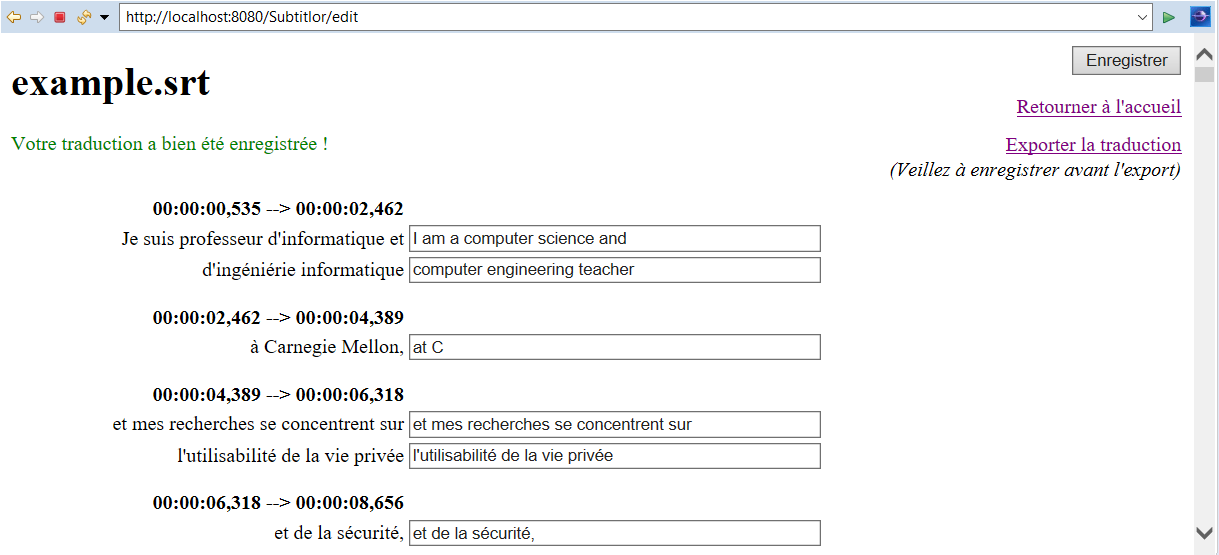 http://localhost:8080/Subtitlor/edit
Enregistrer
example.srt
Retourner à l'accueil
Votre traduction a bien été enregistrée !
Exporter la traduction
(Veillez à enregistrer avant l'export)
00:00:00,535 --> 00:00:02,462
Je suis professeur d'informatique et I am a computer science and
d'ingéniérie informatique computer engineering teacher
00:00:02,462 --> 00:00:04,389
à Carnegie Mellon, at C
00:00:04,389 --> 00:00:06,318
et mes recherches se concentrent sur et mes recherches se concentrent sur
l'utilisabilité de la vie privée l'utilisabilité de la vie privée
00:00:06,318 --> 00:00:08,656
et de la sécurité, et de la sécurité,